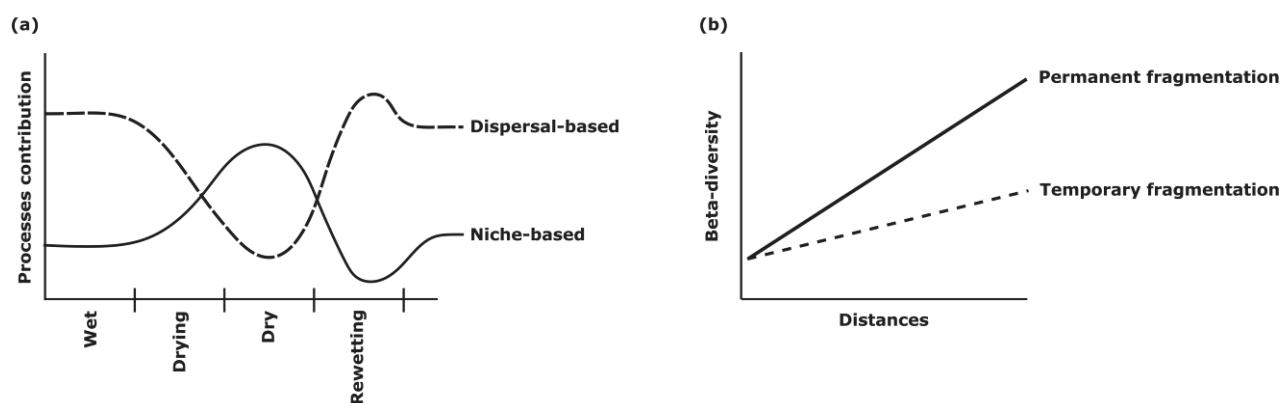 (a)
Processes contribution
Dispersal-based
Niche-based
Wet
Drying
Dry
Rewetting
(b)
Beta-diversity
Permanent fragmentation
Temporary fragmentation
Distances